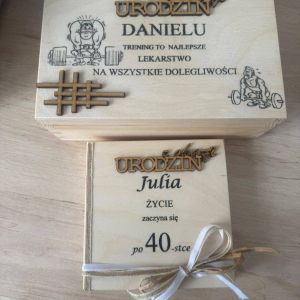 URODZIN
DANIELU
TRENING TO NAJLEPSZE
LEKARSTWO
NA WSZYSTKIE DOLEGLIWOŚCI
URODZIN
Julia
ŻYCIE
zaczyna się
po 40-stce